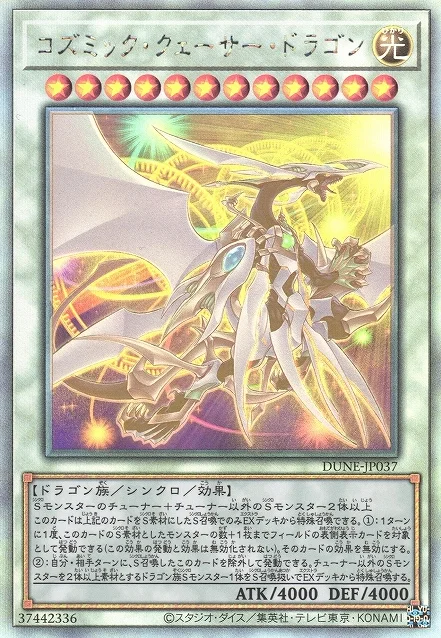 コズミック・クェーサー・ドラゴン
光
DUNE-JP037
【ドラゴン族／シンクロ／効果】
Sモンスターのチューナー＋チューナー以外のSモンスター2体以上
このカードは上記のカードをS素材にしたS召喚でのみEXデッキから特殊召喚できる。①：1ターン
に1度、このカードのS素材としたモンスターの数＋1枚までフィールドの表側表示カードを対象
として発動できる(この効果の発動と効果は無効化されない)。そのカードの効果を無効にする。
②：自分・相手ターンに、S召喚したこのカードを除外して発動できる。チューナー以外のSモン
スターを2体以上素材とするドラゴン族Sモンスター1体をS召喚扱いでEXデッキから特殊召喚する。
ATK/4000 DEF/4000
37442336
©スタジオ・ダイス／集英社・テレビ東京・KONAMI